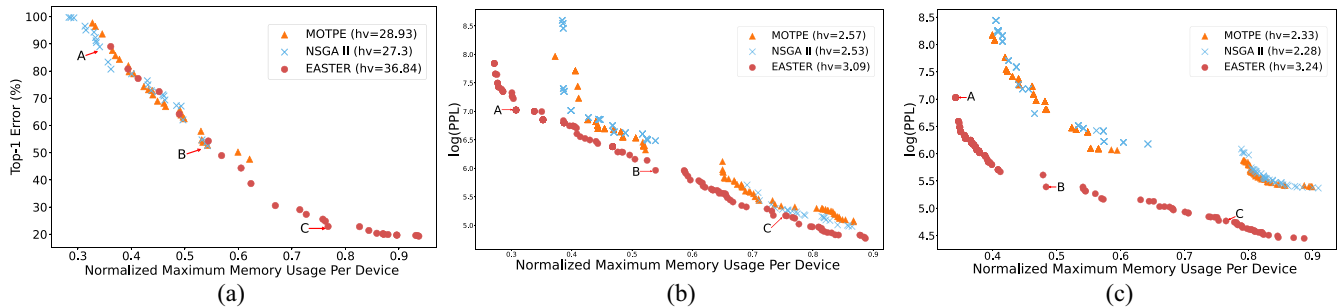 Top-1 Error (%)
100
90
80
70
60
50
40
30
20
MOTPE (hv=28.93)
NSGA II (hv=27.3)
EASTER (hv=36.84)
A
B
C
0.3 0.4 0.5 0.6 0.7 0.8 0.9
Normalized Maximum Memory Usage Per Device
(a)
log(PPL)
8.5
8.0
7.5
7.0
6.5
6.0
5.5
5.0
MOTPE (hv=2.57)
NSGA II (hv=2.53)
EASTER (hv=3.09)
A
B
C
0.3 0.4 0.5 0.6 0.7 0.8 0.9
Normalized Maximum Memory Usage Per Device
(b)
log(PPL)
8.5
8.0
7.5
7.0
6.5
6.0
5.5
5.0
4.5
MOTPE (hv=2.33)
NSGA II (hv=2.28)
EASTER (hv=3.24)
A
B
C
0.4 0.5 0.6 0.7 0.8 0.9
Normalized Maximum Memory Usage Per Device
(c)